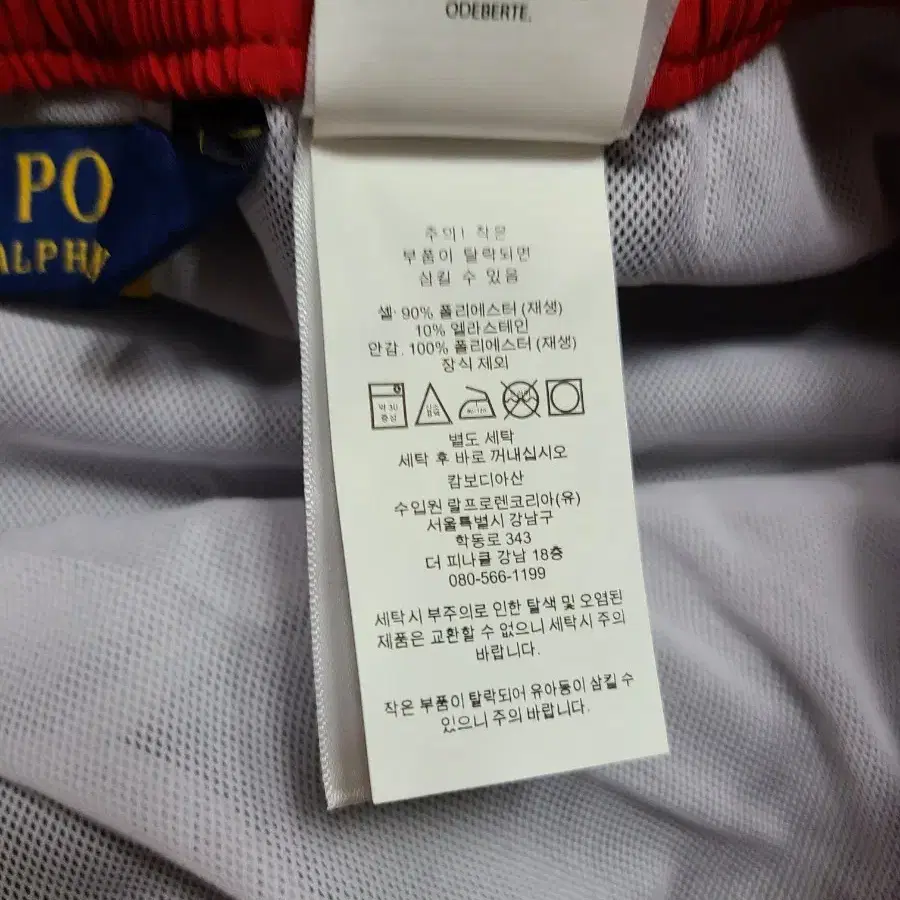 ODEBERTE.
PO
ALPH
주의! 작은
부품이 탈락되면
삼킬 수 있음
셸: 90% 폴리에스터 (재생)
10% 엘라스테인
안감. 100% 폴리에스터 (재생)
장식 제외
약 30
중성
별도 세탁
세탁 후 바로 꺼내십시오
캄보디아산
수입원 랄프로렌코리아(유)
서울특별시 강남구
학동로 343
더 피나클 강남 18층
080-566-1199
세탁시 부주의로 인한 탈색 및 오염된
제품은 교환할 수 없으니 세탁시 주의
바랍니다.
작은 부품이 탈락되어 유아동이 삼킬 수
있으니 주의 바랍니다.